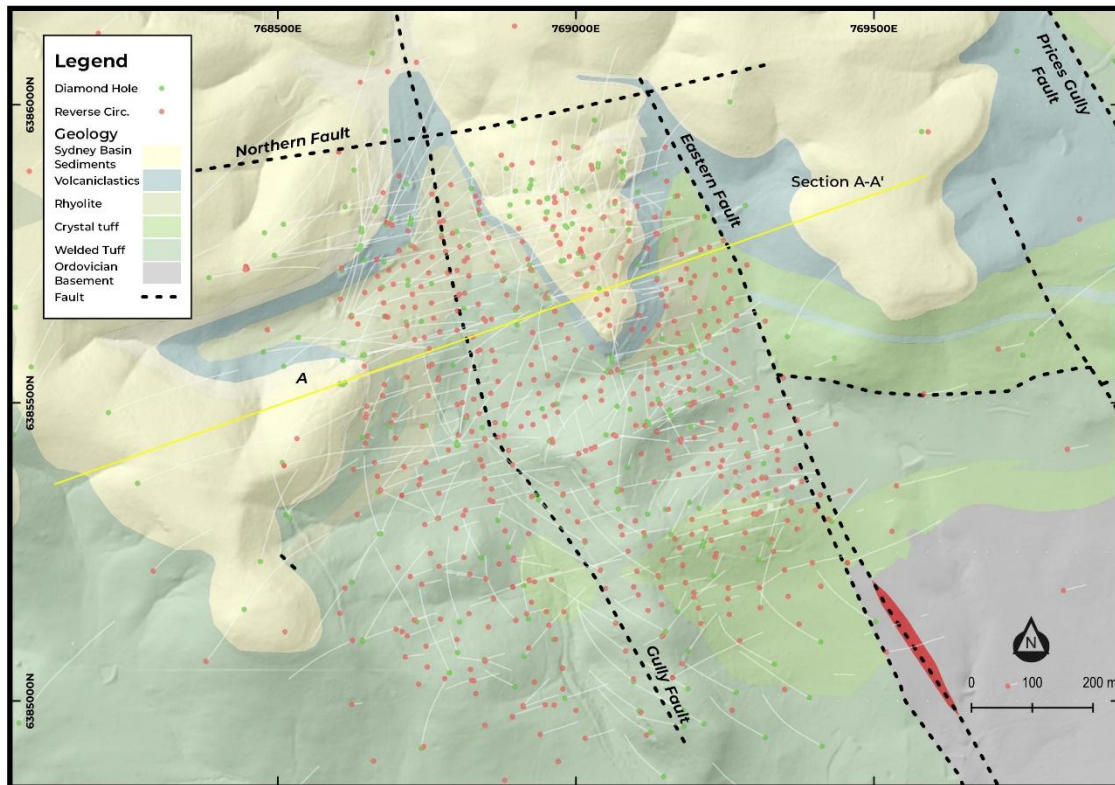 768500E
769000E
769500E
Legend
Diamond Hole
Reverse Circ.
Geology
Sydney Basin
Sediments
Volcaniclastics
Rhyolite
Crystal tuff
Welded Tuff
Ordovician
Basement
Fault
6386000N
6385500N
6385000N
Northern Fault
Eastern Fault
Prices Gully
Fault
Section A-A'
A
Gully Fault
N
0 100 200 m